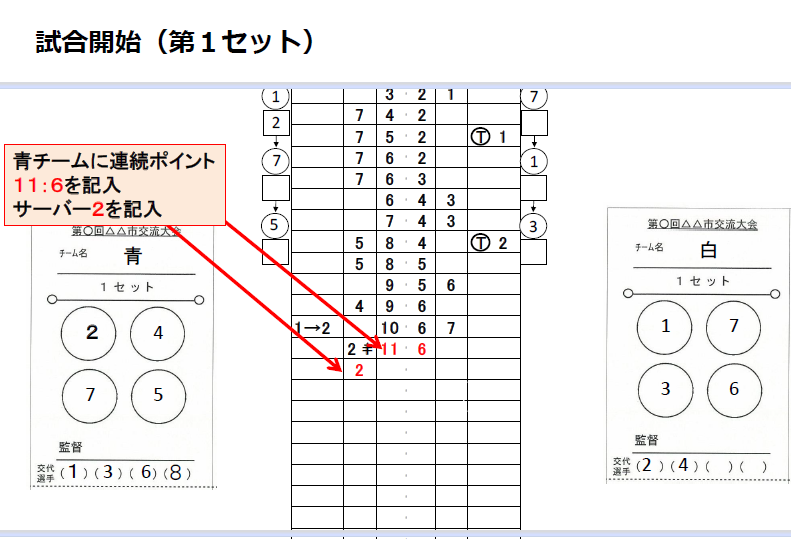 試合開始（第１セット）
1
3 2 1
7
2
7 4 2
7 5 2 Ⓣ 1
7
7 6 2
1
7 6 3
6 4 3
5
7 4 3
3
5 8 4 Ⓣ 2
5 8 5
9 5 6
4 9 6
1→2 10 6 7
2 11 6
2
青チームに連続ポイント
１１：６を記入
サーバー２を記入
第〇回△△市交流大会
チーム名 青
１セット
2 4
7 5
監督
交代選手 (1)(3)(6)(8)
第〇回△△市交流大会
チーム名 白
１セット
1 7
3 6
監督
交代選手 (2)(4)( )( )